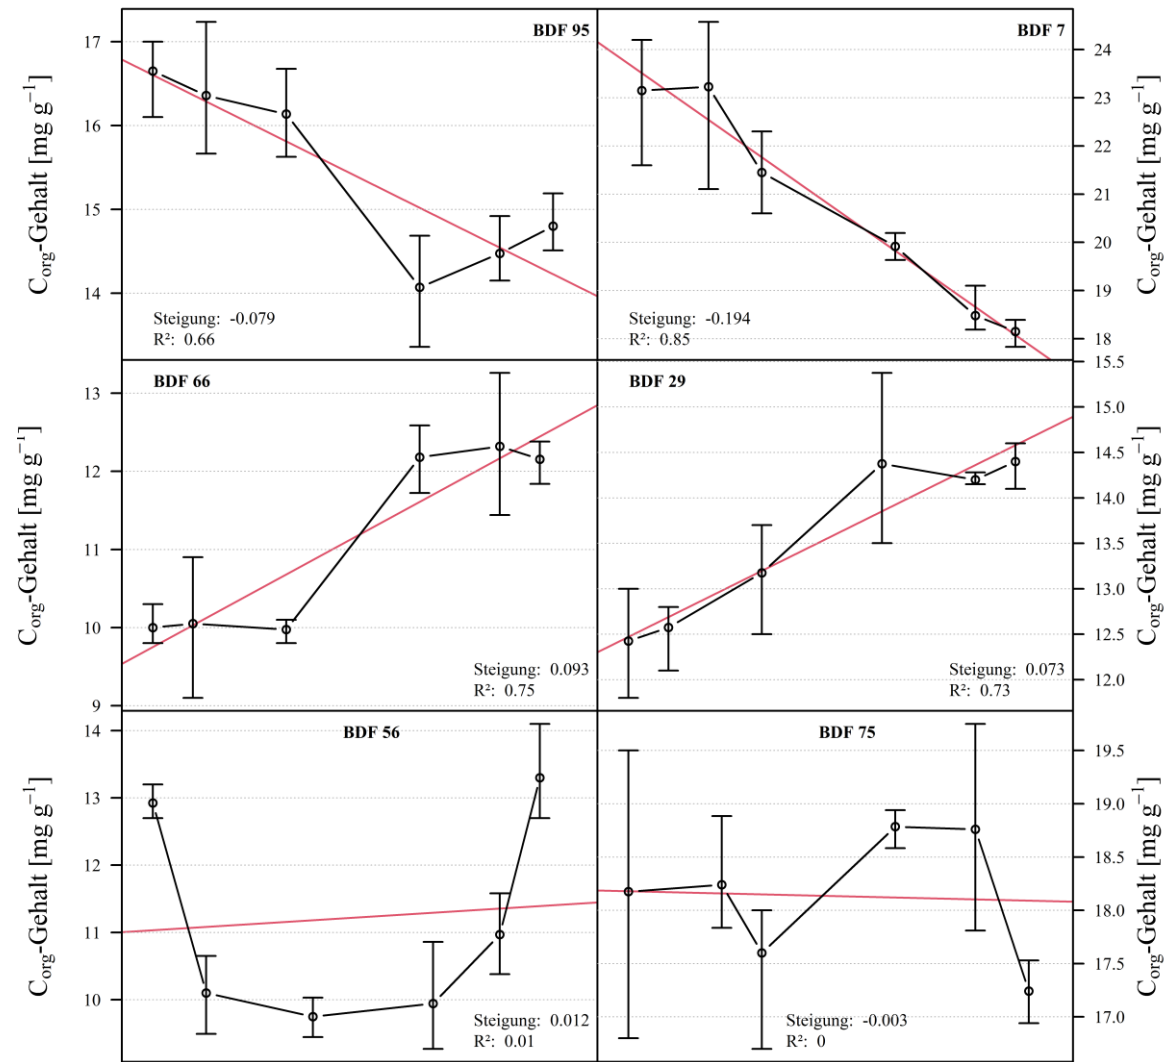 BDF 95
C_org-Gehalt [mg g⁻¹]
17
16
15
14
Steigung: -0.079
R²: 0.66
BDF 7
24
23
22
21
20
19
18
C_org-Gehalt [mg g⁻¹]
Steigung: -0.194
R²: 0.85
BDF 66
C_org-Gehalt [mg g⁻¹]
13
12
11
10
9
Steigung: 0.093
R²: 0.75
BDF 29
15.5
15.0
14.5
14.0
13.5
13.0
12.5
12.0
C_org-Gehalt [mg g⁻¹]
Steigung: 0.073
R²: 0.73
BDF 56
C_org-Gehalt [mg g⁻¹]
14
13
12
11
10
Steigung: 0.012
R²: 0.01
BDF 75
19.5
19.0
18.5
18.0
17.5
17.0
C_org-Gehalt [mg g⁻¹]
Steigung: -0.003
R²: 0